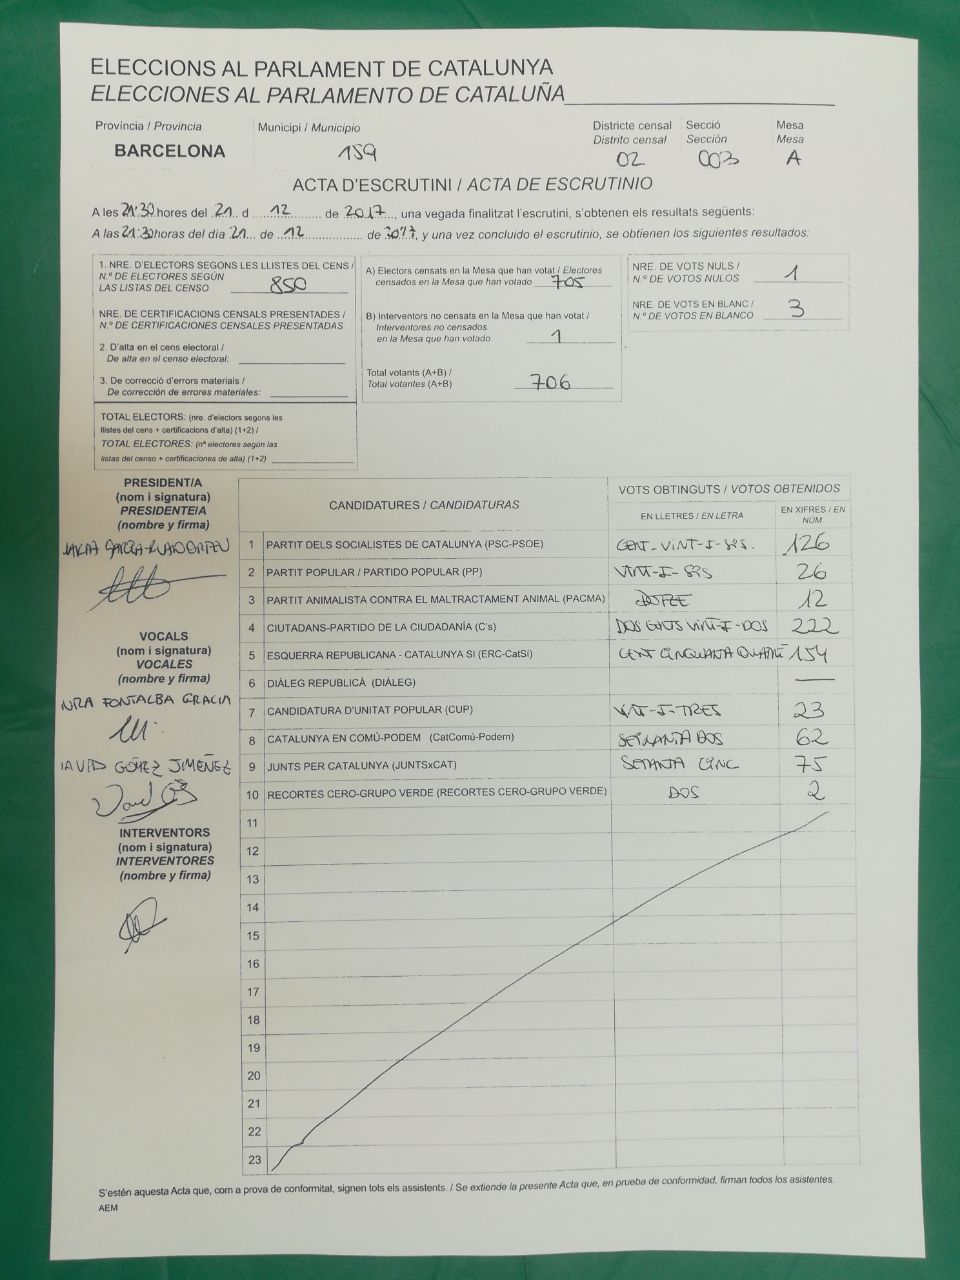 ELECCIONS AL PARLAMENT DE CATALUNYA
ELECCIONES AL PARLAMENTO DE CATALUÑA
Província / Provincia
BARCELONA
Municipi / Municipio
159
Districte censal
Distrito censal
02
Secció
Sección
003
Mesa
Mesa
A
ACTA D'ESCRUTINI / ACTA DE ESCRUTINIO
A les 21:30 hores del 21 d 12 de 2017, una vegada finalitzat l'escrutini, s'obtenen els resultats següents:
A las 21:30 horas del dia 21 de 12 de 2017, y una vez concluido el escrutinio, se obtienen los siguientes resultados:
1. NRE. D'ELECTORS SEGONS LES LLISTES DEL CENS /
N.º DE ELECTORES SEGÚN
LAS LISTAS DEL CENSO 850
NRE. DE CERTIFICACIONS CENSALS PRESENTADES /
N.º DE CERTIFICACIONES CENSALES PRESENTADAS
2. D'alta en el cens electoral /
De alta en el censo electoral:
3. De correcció d'errors materials /
De corrección de errores materiales:
TOTAL ELECTORS: (nre. d'electors segons les
llistes del cens + certificacions d'alta) (1+2) /
TOTAL ELECTORES: (nº electores según las
listas del censo + certificaciones de alta) (1+2)
A) Electors censats en la Mesa que han votat / Electores
censados en la Mesa que han votado 705
B) Interventors no censats en la Mesa que han votat /
Interventores no censados
en la Mesa que han votado 1
Total votants (A+B) /
Total votantes (A+B) 706
NRE. DE VOTS NULS /
N.º DE VOTOS NULOS 1
NRE. DE VOTS EN BLANC /
N.º DE VOTOS EN BLANCO 3
PRESIDENT/A
(nom i signatura)
PRESIDENTE/A
(nombre y firma)
VOCALS
(nom i signatura)
VOCALES
(nombre y firma)
FONTALBA GRACIA
GÓMEZ JIMÉÑEZ
INTERVENTORS
(nom i signatura)
INTERVENTORES
(nombre y firma)
CANDIDATURES / CANDIDATURAS
VOTS OBTINGUTS / VOTOS OBTENIDOS
EN LLETRES / EN LETRA
EN XIFRES / EN
NÚM.
1 PARTIT DELS SOCIALISTES DE CATALUNYA (PSC-PSOE) CENT-VINT-I-SIS. 126
2 PARTIT POPULAR / PARTIDO POPULAR (PP) VINT-I-SIS 26
3 PARTIT ANIMALISTA CONTRA EL MALTRACTAMENT ANIMAL (PACMA) DOTZE 12
4 CIUTADANS-PARTIDO DE LA CIUDADANÍA (C's) DOS CENTS VINT-I-DOS 222
5 ESQUERRA REPUBLICANA - CATALUNYA SI (ERC-CatSí) CENT CINQUANTA QUATRE 154
6 DIÀLEG REPUBLICÀ (DIÀLEG) —
7 CANDIDATURA D'UNITAT POPULAR (CUP) VINT-I-TRES 23
8 CATALUNYA EN COMÚ-PODEM (CatComú-Podem) SEIXANTA DOS 62
9 JUNTS PER CATALUNYA (JUNTSxCAT) SETANTA CINC 75
10 RECORTES CERO-GRUPO VERDE (RECORTES CERO-GRUPO VERDE) DOS 2
11
12
13
14
15
16
17
18
19
20
21
22
23
S'estén aquesta Acta que, com a prova de conformitat, signen tots els assistents. / Se extiende la presente Acta que, en prueba de conformidad, firman todos los asistentes.
AEM